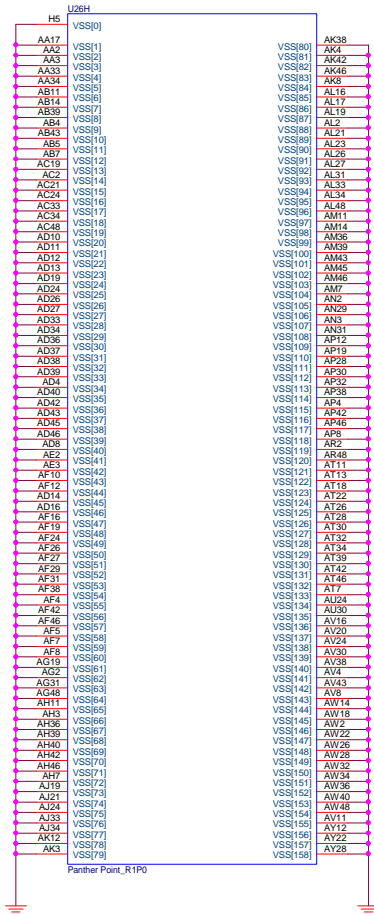 U26H
H5 VSS[0]
AA17 VSS[1] VSS[80] AK38
AA2 VSS[2] VSS[81] AK4
AA3 VSS[3] VSS[82] AK42
AA33 VSS[4] VSS[83] AK46
AA34 VSS[5] VSS[84] AK8
AB11 VSS[6] VSS[85] AL16
AB14 VSS[7] VSS[86] AL17
AB39 VSS[8] VSS[87] AL19
AB4 VSS[9] VSS[88] AL2
AB43 VSS[10] VSS[89] AL21
AB5 VSS[11] VSS[90] AL23
AB7 VSS[12] VSS[91] AL26
AC19 VSS[13] VSS[92] AL27
AC2 VSS[14] VSS[93] AL31
AC21 VSS[15] VSS[94] AL33
AC24 VSS[16] VSS[95] AL34
AC33 VSS[17] VSS[96] AL48
AC34 VSS[18] VSS[97] AM11
AC48 VSS[19] VSS[98] AM14
AD10 VSS[20] VSS[99] AM36
AD11 VSS[21] VSS[100] AM39
AD12 VSS[22] VSS[101] AM43
AD13 VSS[23] VSS[102] AM45
AD19 VSS[24] VSS[103] AM46
AD24 VSS[25] VSS[104] AM7
AD26 VSS[26] VSS[105] AN2
AD27 VSS[27] VSS[106] AN29
AD33 VSS[28] VSS[107] AN3
AD34 VSS[29] VSS[108] AN31
AD36 VSS[30] VSS[109] AP12
AD37 VSS[31] VSS[110] AP19
AD38 VSS[32] VSS[111] AP28
AD39 VSS[33] VSS[112] AP30
AD4 VSS[34] VSS[113] AP32
AD40 VSS[35] VSS[114] AP38
AD42 VSS[36] VSS[115] AP4
AD43 VSS[37] VSS[116] AP42
AD45 VSS[38] VSS[117] AP46
AD46 VSS[39] VSS[118] AP8
AD8 VSS[40] VSS[119] AR2
AE2 VSS[41] VSS[120] AR48
AE3 VSS[42] VSS[121] AT11
AF10 VSS[43] VSS[122] AT13
AF12 VSS[44] VSS[123] AT18
AD14 VSS[45] VSS[124] AT22
AD16 VSS[46] VSS[125] AT26
AF16 VSS[47] VSS[126] AT28
AF19 VSS[48] VSS[127] AT30
AF24 VSS[49] VSS[128] AT32
AF26 VSS[50] VSS[129] AT34
AF27 VSS[51] VSS[130] AT39
AF29 VSS[52] VSS[131] AT42
AF31 VSS[53] VSS[132] AT46
AF38 VSS[54] VSS[133] AT7
AF4 VSS[55] VSS[134] AU24
AF42 VSS[56] VSS[135] AU30
AF46 VSS[57] VSS[136] AV16
AF5 VSS[58] VSS[137] AV20
AF7 VSS[59] VSS[138] AV24
AF8 VSS[60] VSS[139] AV30
AG19 VSS[61] VSS[140] AV38
AG2 VSS[62] VSS[141] AV4
AG31 VSS[63] VSS[142] AV43
AG48 VSS[64] VSS[143] AV8
AH11 VSS[65] VSS[144] AW14
AH3 VSS[66] VSS[145] AW18
AH36 VSS[67] VSS[146] AW2
AH39 VSS[68] VSS[147] AW22
AH40 VSS[69] VSS[148] AW26
AH42 VSS[70] VSS[149] AW28
AH46 VSS[71] VSS[150] AW32
AH7 VSS[72] VSS[151] AW34
AJ19 VSS[73] VSS[152] AW36
AJ21 VSS[74] VSS[153] AW40
AJ24 VSS[75] VSS[154] AW48
AJ33 VSS[76] VSS[155] AV11
AJ34 VSS[77] VSS[156] AY12
AK12 VSS[78] VSS[157] AY22
AK3 VSS[79] VSS[158] AY28
Panther Point_R1P0